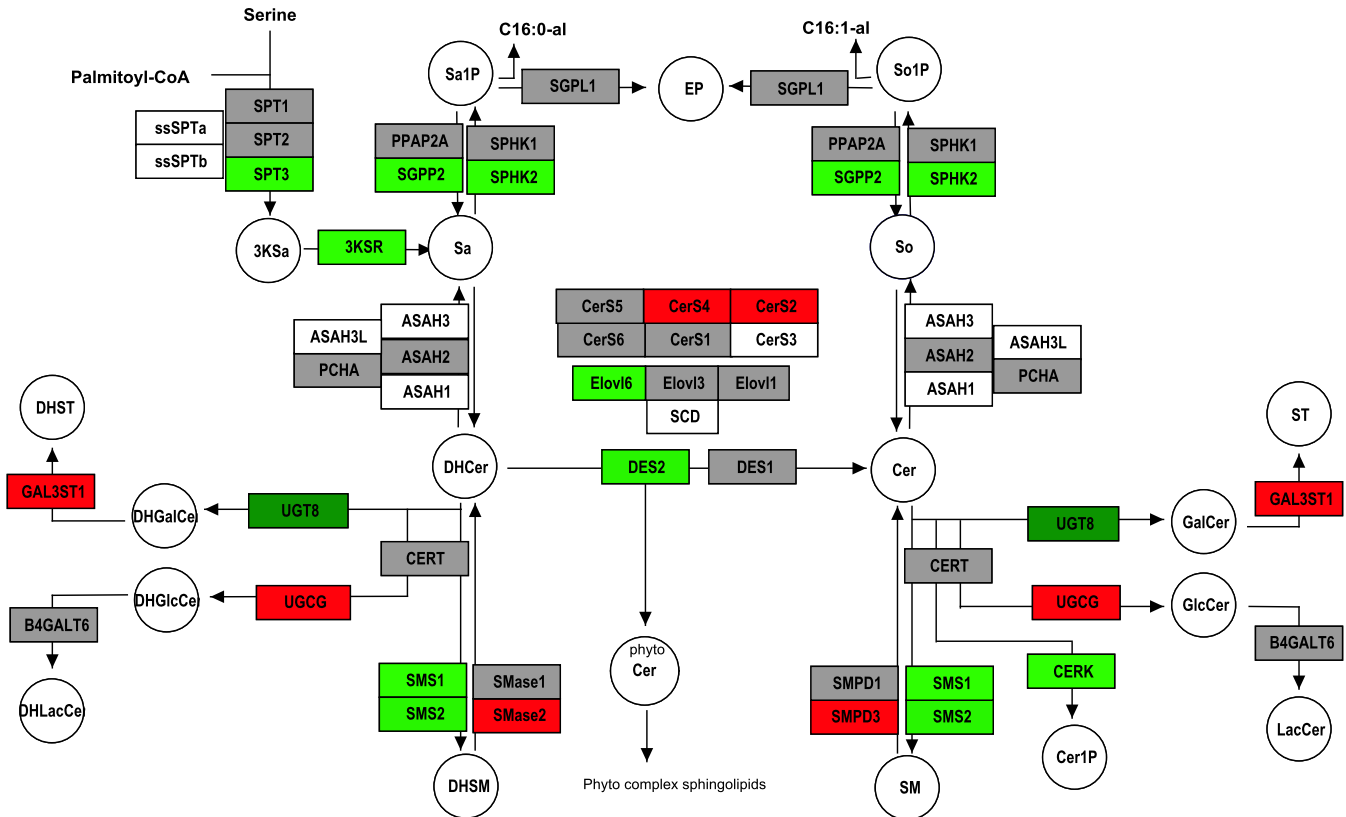 Serine
C16:0-al
C16:1-al
Palmitoyl-CoA
Sa1P
SGPL1
EP
SGPL1
So1P
ssSPTa
ssSPTb
SPT1
SPT2
SPT3
PPAP2A
SGPP2
SPHK1
SPHK2
PPAP2A
SGPP2
SPHK1
SPHK2
3KSa
3KSR
Sa
So
CerS5
CerS4
CerS2
CerS6
CerS1
CerS3
ASAH3L
PCHA
ASAH3
ASAH2
ASAH1
Elovl6
Elovl3
Elovl1
SCD
ASAH3
ASAH2
ASAH1
ASAH3L
PCHA
DHST
ST
DHCer
DES2
DES1
Cer
GAL3ST1
DHGalCer
UGT8
CERT
DHGlcCer
UGCG
B4GALT6
DHLacCer
GAL3ST1
GalCer
UGT8
CERT
UGCG
GlcCer
B4GALT6
LacCer
phyto
Cer
SMS1
SMS2
SMase1
SMase2
SMPD1
SMPD3
SMS1
SMS2
CERK
Cer1P
DHSM
Phyto complex sphingolipids
SM